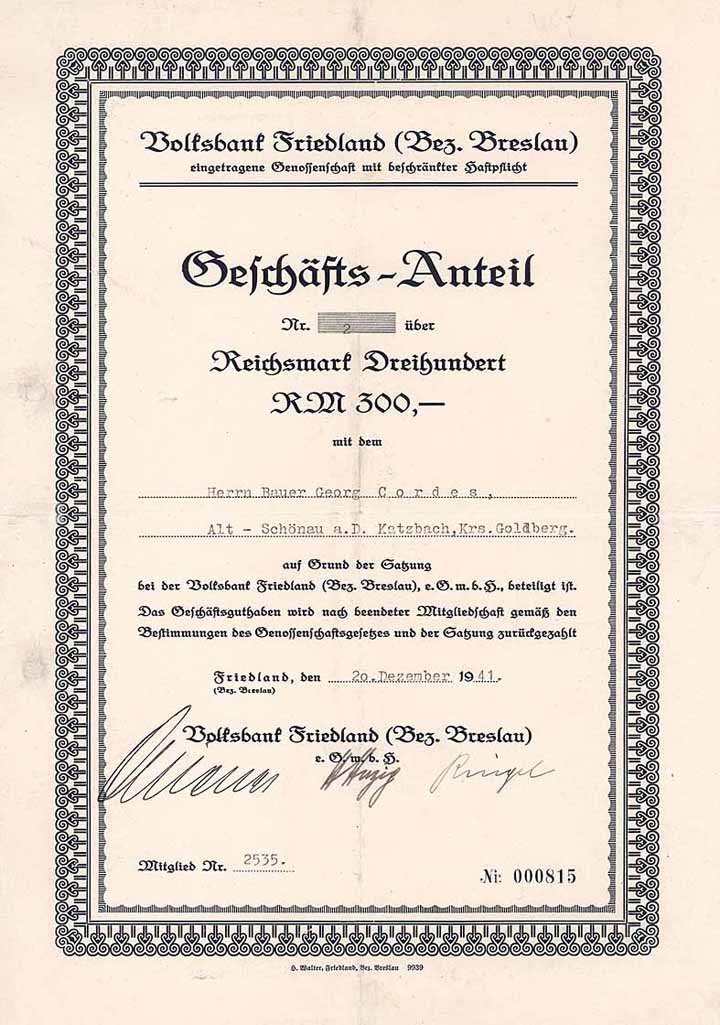 Volksbank Friedland (Bez. Breslau)
eingetragene Genossenschaft mit beschränkter Haftpflicht
Geschäfts-Anteil
Nr. 2 über
Reichsmark Dreihundert
RM 300,—
mit dem
Herrn Bauer Georg C o r d e s ,
Alt - Schönau a.D. Katzbach,Krs.Goldberg.
auf Grund der Satzung
bei der Volksbank Friedland (Bez. Breslau), e.G.m.b.H., beteiligt ist.
Das Geschäftsguthaben wird nach beendeter Mitgliedschaft gemäß den
Bestimmungen des Genossenschaftsgesetzes und der Satzung zurückgezahlt
Friedland, den 20.Dezember 1941.
(Bez. Breslau)
Volksbank Friedland (Bez. Breslau)
e.G.m.b.H.
Ringel
Mitglied Nr. 2535.
№ 000815
H. Walter, Friedland, Bez. Breslau 9939